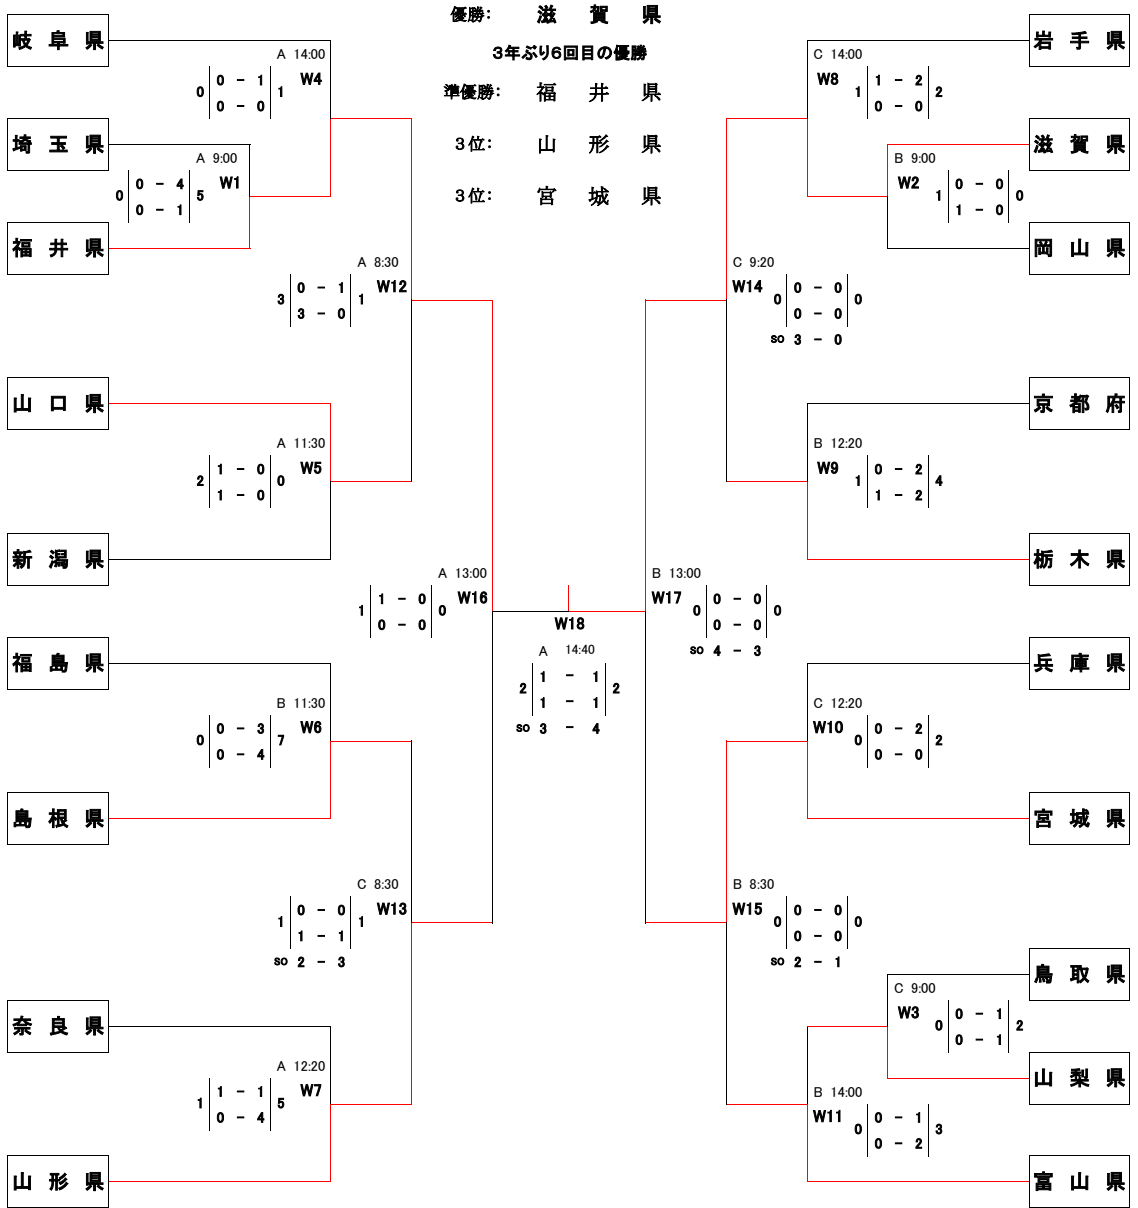 優勝： 滋 賀 県
3年ぶり6回目の優勝
準優勝： 福 井 県
3位： 山 形 県
3位： 宮 城 県
岐 阜 県
A 14:00
W4
0 0 － 1 1
0 － 0
埼 玉 県
A 9:00
W1
0 0 － 4 5
0 － 1
福 井 県
A 8:30
W12
3 0 － 1 1
3 － 0
山 口 県
A 11:30
W5
2 1 － 0 0
1 － 0
新 潟 県
A 13:00
W16
1 1 － 0 0
0 － 0
福 島 県
B 11:30
W6
0 0 － 3 7
0 － 4
島 根 県
C 8:30
W13
1 0 － 0 1
1 － 1
so 2 － 3
奈 良 県
A 12:20
W7
1 1 － 1 5
0 － 4
山 形 県
W18
A 14:40
2 1 － 1 2
1 － 1
so 3 － 4
岩 手 県
C 14:00
W8
1 1 － 2 2
0 － 0
滋 賀 県
B 9:00
W2
1 0 － 0 0
1 － 0
岡 山 県
C 9:20
W14
0 0 － 0 0
0 － 0
so 3 － 0
京 都 府
B 12:20
W9
1 0 － 2 4
1 － 2
栃 木 県
B 13:00
W17
0 0 － 0 0
0 － 0
so 4 － 3
兵 庫 県
C 12:20
W10
0 0 － 2 2
0 － 0
宮 城 県
B 8:30
W15
0 0 － 0 0
0 － 0
so 2 － 1
鳥 取 県
C 9:00
W3
0 0 － 1 2
0 － 1
山 梨 県
B 14:00
W11
0 0 － 1 3
0 － 2
富 山 県